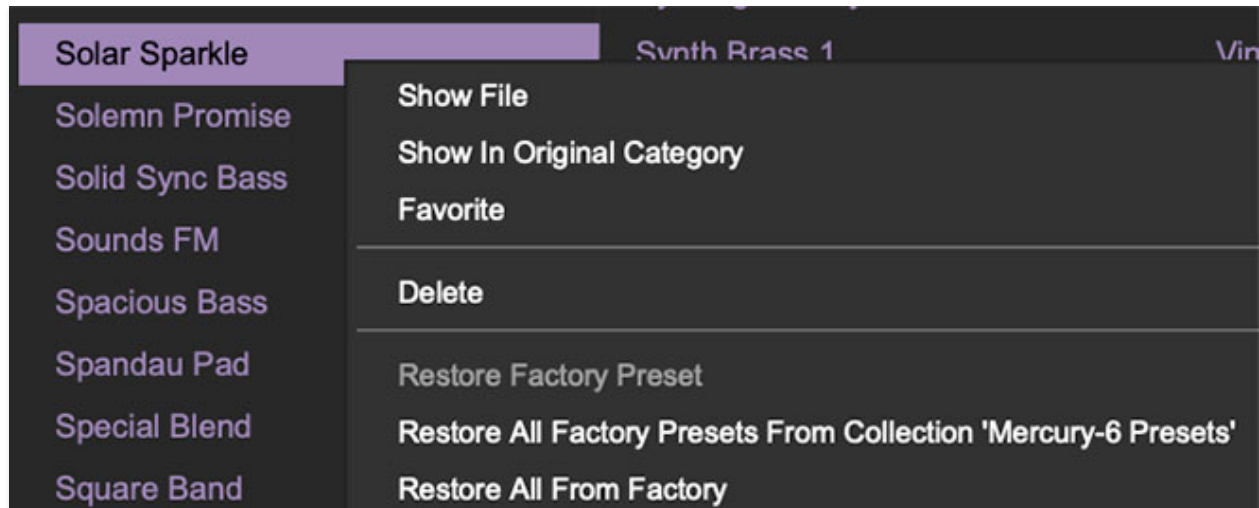 Solar Sparkle
Synth Brass 1
Solemn Promise
Solid Sync Bass
Sounds FM
Spacious Bass
Spandau Pad
Special Blend
Square Band
Show File
Show In Original Category
Favorite
Delete
Restore Factory Preset
Restore All Factory Presets From Collection 'Mercury-6 Presets'
Restore All From Factory